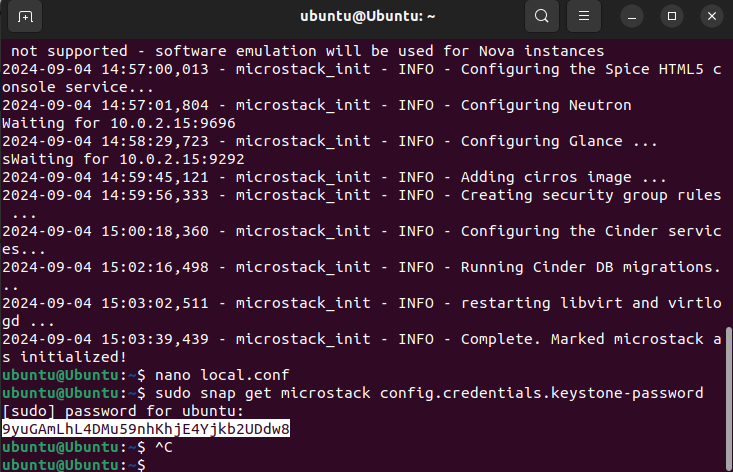 ubuntu@Ubuntu: ~
not supported - software emulation will be used for Nova instances
2024-09-04 14:57:00,013 - microstack_init - INFO - Configuring the Spice HTML5 c
onsole service...
2024-09-04 14:57:01,804 - microstack_init - INFO - Configuring Neutron
Waiting for 10.0.2.15:9696
2024-09-04 14:58:29,723 - microstack_init - INFO - Configuring Glance ...
sWaiting for 10.0.2.15:9292
2024-09-04 14:59:45,121 - microstack_init - INFO - Adding cirros image ...
2024-09-04 14:59:56,333 - microstack_init - INFO - Creating security group rules
...
2024-09-04 15:00:18,360 - microstack_init - INFO - Configuring the Cinder servic
es...
2024-09-04 15:02:16,498 - microstack_init - INFO - Running Cinder DB migrations.
..
2024-09-04 15:03:02,511 - microstack_init - INFO - restarting libvirt and virtlo
gd ...
2024-09-04 15:03:39,439 - microstack_init - INFO - Complete. Marked microstack a
s initialized!
ubuntu@Ubuntu:~$ nano local.conf
ubuntu@Ubuntu:~$ sudo snap get microstack config.credentials.keystone-password
[sudo] password for ubuntu:
9yuGAmLhL4DMu59nhKhjE4Yjkb2UDdw8
ubuntu@Ubuntu:~$ ^C
ubuntu@Ubuntu:~$